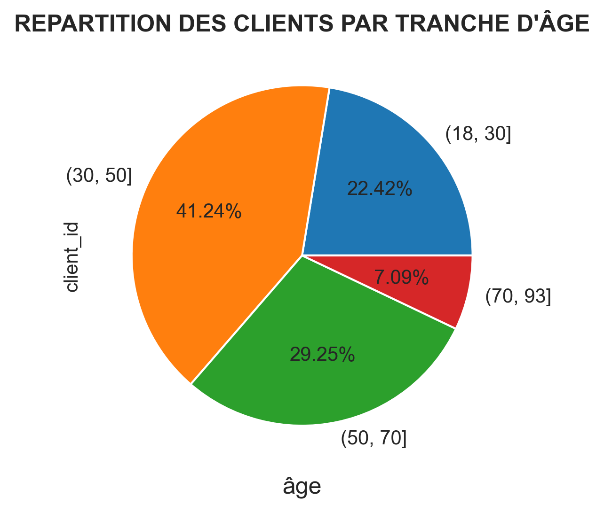 REPARTITION DES CLIENTS PAR TRANCHE D'ÂGE
(18, 30]
(30, 50]
22.42%
41.24%
client_id
7.09%
(70, 93]
29.25%
(50, 70]
âge